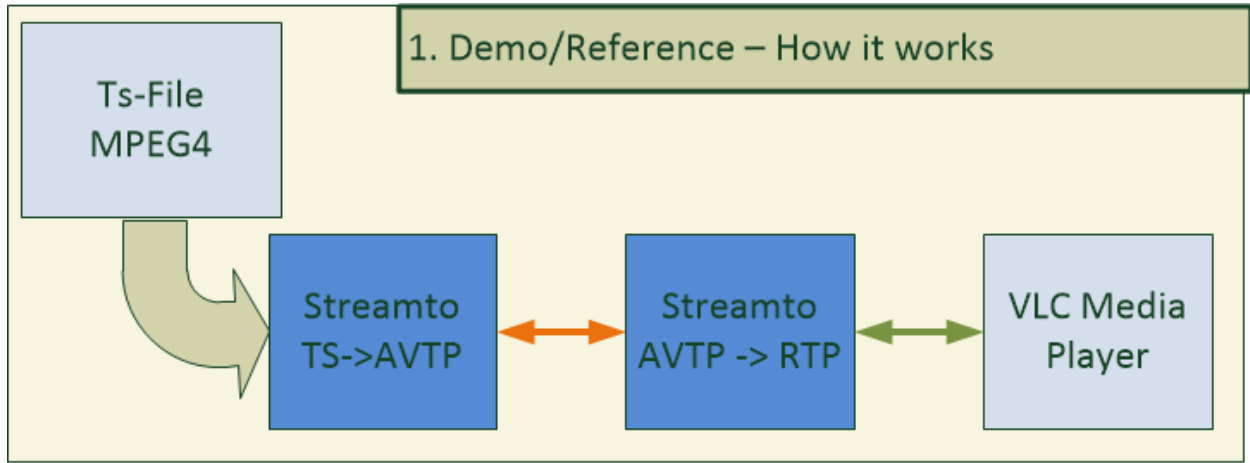 1. Demo/Reference – How it works
Ts-File
MPEG4
Streamto
TS->AVTP
Streamto
AVTP -> RTP
VLC Media
Player